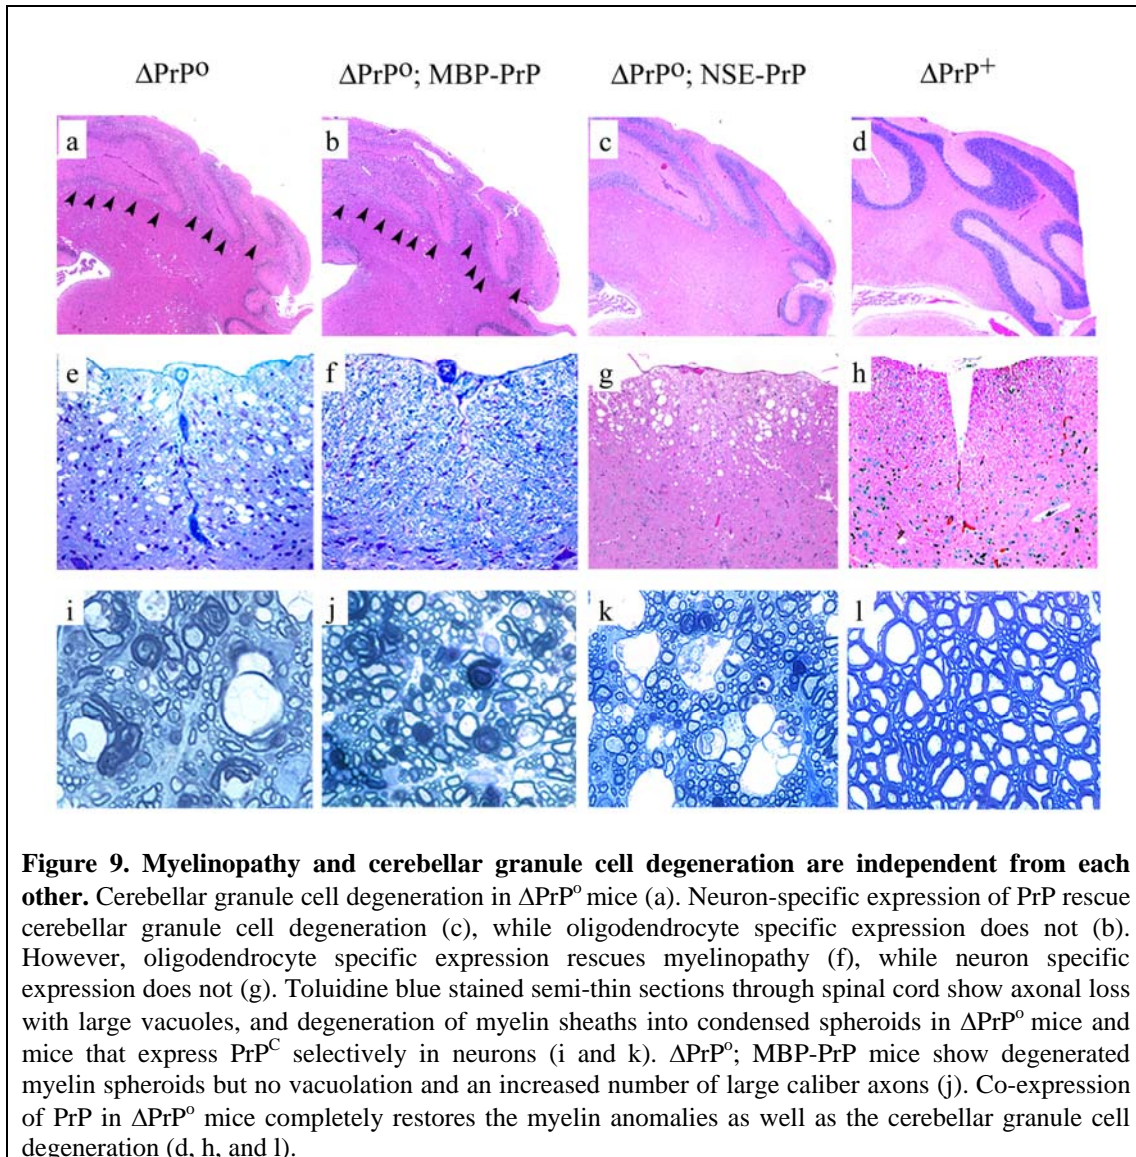 ΔPrPᴼ ΔPrPᴼ; MBP-PrP ΔPrPᴼ; NSE-PrP ΔPrP⁺
a b c d
e f g h
i j k l
Figure 9. Myelinopathy and cerebellar granule cell degeneration are independent from each
other. Cerebellar granule cell degeneration in ΔPrPᵒ mice (a). Neuron-specific expression of PrP rescue
cerebellar granule cell degeneration (c), while oligodendrocyte specific expression does not (b).
However, oligodendrocyte specific expression rescues myelinopathy (f), while neuron specific
expression does not (g). Toluidine blue stained semi-thin sections through spinal cord show axonal loss
with large vacuoles, and degeneration of myelin sheaths into condensed spheroids in ΔPrPᵒ mice and
mice that express PrPᶜ selectively in neurons (i and k). ΔPrPᵒ; MBP-PrP mice show degenerated
myelin spheroids but no vacuolation and an increased number of large caliber axons (j). Co-expression
of PrP in ΔPrPᵒ mice completely restores the myelin anomalies as well as the cerebellar granule cell
degeneration (d, h, and l).